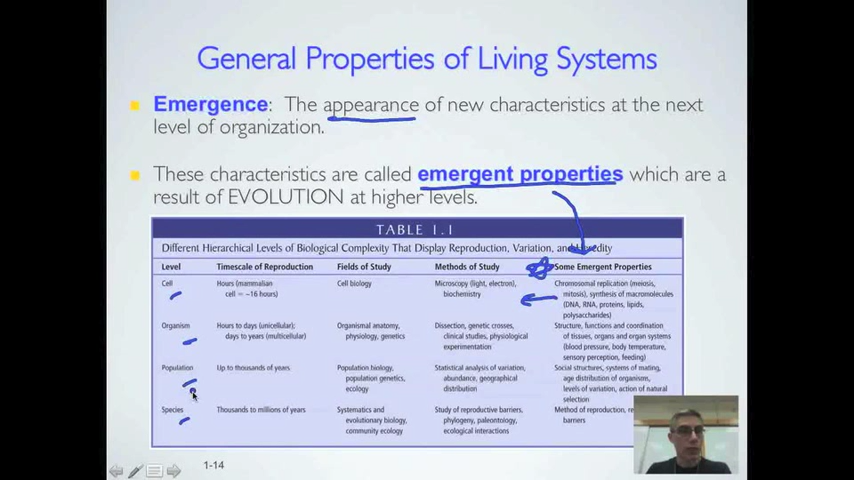 General Properties of Living Systems
Emergence: The appearance of new characteristics at the next
level of organization.
These characteristics are called emergent properties which are a
result of EVOLUTION at higher levels.
TABLE 1.1
Different Hierarchical Levels of Biological Complexity That Display Reproduction, Variation, and Heredity
Level Timescale of Reproduction Fields of Study Methods of Study Some Emergent Properties
Cell Hours (mammalian Cell biology Microscopy (light, electron), Chromosomal replication (meiosis,
cell = ~16 hours) biochemistry mitosis), synthesis of macromolecules
(DNA, RNA, proteins, lipids,
polysaccharides)
Organism Hours to days (unicellular); Organismal anatomy, Dissection, genetic crosses, Structure, functions and coordination
days to years (multicellular) physiology, genetics clinical studies, physiological of tissues, organs and organ systems
experimentation (blood pressure, body temperature,
sensory perception, feeding)
Population Up to thousands of years Population biology, Statistical analysis of variation, Social structures, systems of mating,
population genetics, abundance, geographical age distribution of organisms,
ecology distribution levels of variation, action of natural
selection
Species Thousands to millions of years Systematics and Study of reproductive barriers, Method of reproduction,
evolutionary biology, phylogeny, paleontology, barriers
community ecology ecological interactions
1-14